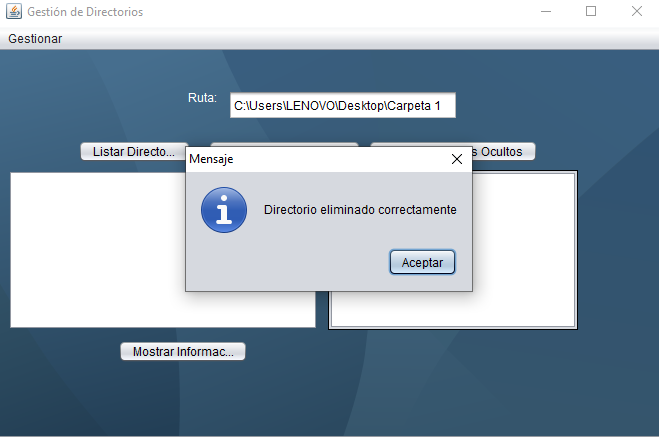 Gestión de Directorios
Gestionar
Ruta:
C:\Users\LENOVO\Desktop\Carpeta 1
Listar Directo...
Ocultos
Mensaje
Directorio eliminado correctamente
Aceptar
Mostrar Informac...